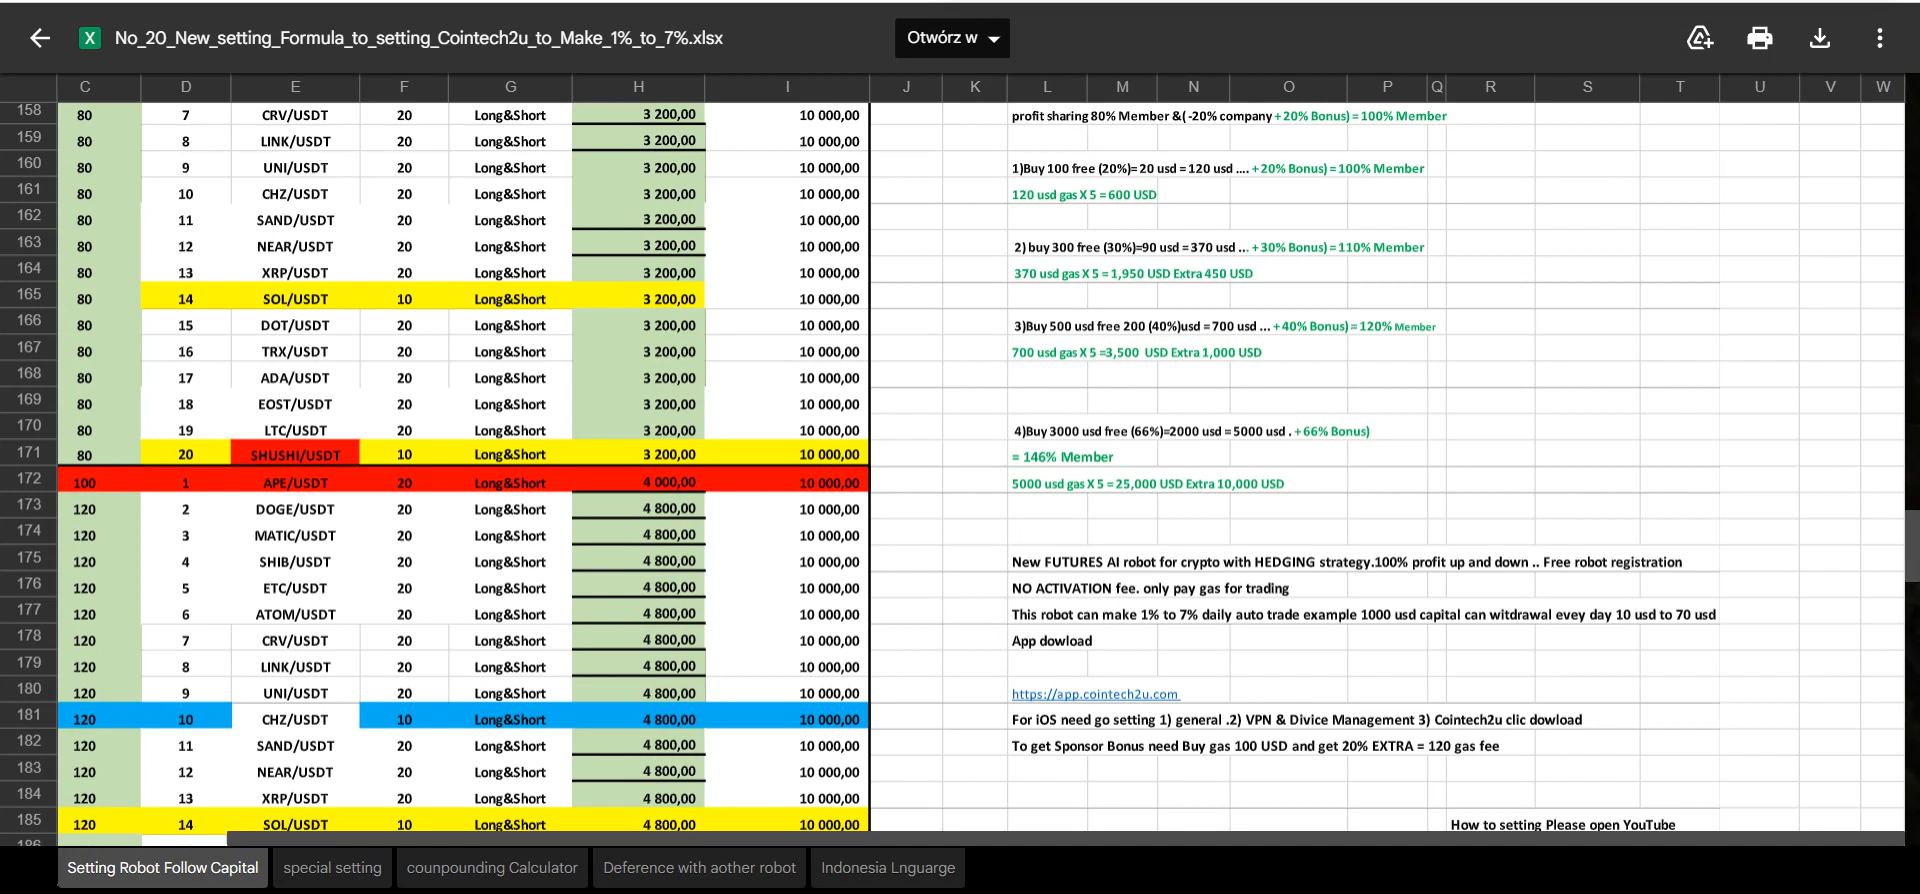 No_20_New_setting_Formula_to_setting_Cointech2u_to_Make_1%_to_7%.xlsx
Otwórz w
C D E F G H I J K L M N O P Q R S T U V W
158 80 7 CRV/USDT 20 Long&Short 3 200,00 10 000,00 profit sharing 80% Member &( -20% company +20% Bonus) = 100% Member
159 80 8 LINK/USDT 20 Long&Short 3 200,00 10 000,00
160 80 9 UNI/USDT 20 Long&Short 3 200,00 10 000,00 1)Buy 100 free (20%)= 20 usd = 120 usd .... +20% Bonus) = 100% Member
161 80 10 CHZ/USDT 20 Long&Short 3 200,00 10 000,00 120 usd gas X 5 = 600 USD
162 80 11 SAND/USDT 20 Long&Short 3 200,00 10 000,00
163 80 12 NEAR/USDT 20 Long&Short 3 200,00 10 000,00 2) buy 300 free (30%)=90 usd = 370 usd ... +30% Bonus) = 110% Member
164 80 13 XRP/USDT 20 Long&Short 3 200,00 10 000,00 370 usd gas X 5 = 1,950 USD Extra 450 USD
165 80 14 SOL/USDT 10 Long&Short 3 200,00 10 000,00
166 80 15 DOT/USDT 20 Long&Short 3 200,00 10 000,00 3)Buy 500 usd free 200 (40%)usd = 700 usd ... +40% Bonus) = 120% Member
167 80 16 TRX/USDT 20 Long&Short 3 200,00 10 000,00 700 usd gas X 5 =3,500 USD Extra 1,000 USD
168 80 17 ADA/USDT 20 Long&Short 3 200,00 10 000,00
169 80 18 EOST/USDT 20 Long&Short 3 200,00 10 000,00
170 80 19 LTC/USDT 20 Long&Short 3 200,00 10 000,00 4)Buy 3000 usd free (66%)=2000 usd = 5000 usd . +66% Bonus)
171 80 20 SHUSHI/USDT 10 Long&Short 3 200,00 10 000,00 = 146% Member
172 100 1 APE/USDT 20 Long&Short 4 000,00 10 000,00 5000 usd gas X 5 = 25,000 USD Extra 10,000 USD
173 120 2 DOGE/USDT 20 Long&Short 4 800,00 10 000,00
174 120 3 MATIC/USDT 20 Long&Short 4 800,00 10 000,00
175 120 4 SHIB/USDT 20 Long&Short 4 800,00 10 000,00 New FUTURES AI robot for crypto with HEDGING strategy.100% profit up and down .. Free robot registration
176 120 5 ETC/USDT 20 Long&Short 4 800,00 10 000,00 NO ACTIVATION fee. only pay gas for trading
177 120 6 ATOM/USDT 20 Long&Short 4 800,00 10 000,00 This robot can make 1% to 7% daily auto trade example 1000 usd capital can witdrawal evey day 10 usd to 70 usd
178 120 7 CRV/USDT 20 Long&Short 4 800,00 10 000,00 App dowload
179 120 8 LINK/USDT 20 Long&Short 4 800,00 10 000,00
180 120 9 UNI/USDT 20 Long&Short 4 800,00 10 000,00 https://app.cointech2u.com
181 120 10 CHZ/USDT 10 Long&Short 4 800,00 10 000,00 For iOS need go setting 1) general .2) VPN & Divice Management 3) Cointech2u clic dowload
182 120 11 SAND/USDT 20 Long&Short 4 800,00 10 000,00 To get Sponsor Bonus need Buy gas 100 USD and get 20% EXTRA = 120 gas fee
183 120 12 NEAR/USDT 20 Long&Short 4 800,00 10 000,00
184 120 13 XRP/USDT 20 Long&Short 4 800,00 10 000,00
185 120 14 SOL/USDT 10 Long&Short 4 800,00 10 000,00 How to setting Please open YouTube
186
Setting Robot Follow Capital special setting counpounding Calculator Deference with aother robot Indonesia Lnguarge